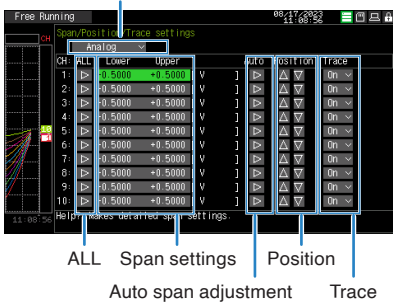 Free Running 08/17/2023 11:08:56
Span/Position/Trace settings
CH
Analog
CH: ALL Lower Upper Auto Position Trace
1: -0.5000 +0.5000 V ] On
2: -0.5000 +0.5000 V ] On
3: -0.5000 +0.5000 V ] On
4: -0.5000 +0.5000 V ] On
5: -0.5000 +0.5000 V ] On
6: -0.5000 +0.5000 V ] On
7: -0.5000 +0.5000 V ] On
8: -0.5000 +0.5000 V ] On
9: -0.5000 +0.5000 V ] On
10: -0.5000 +0.5000 V ] On
10
1
11:08:56 Help: Makes detailed span settings.
ALL Span settings Position
Auto span adjustment Trace